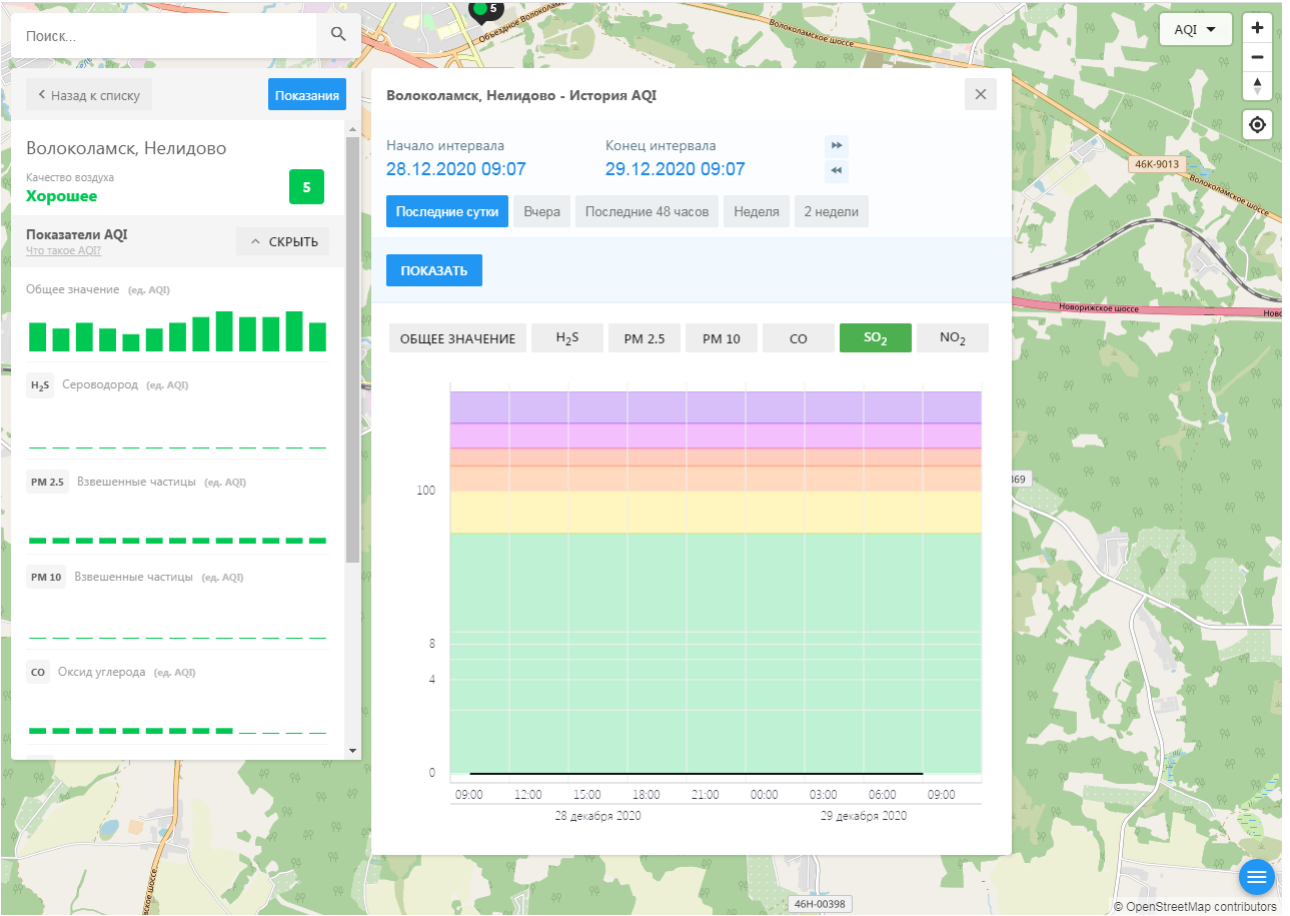 Поиск...
Назад к списку
Показания
Волоколамск, Нелидово
Качество воздуха
Хорошее
5
Показатели AQI
Что такое AQI?
СКРЫТЬ
Общее значение (ед. AQI)
H₂S Сероводород (ед. AQI)
PM 2.5 Взвешенные частицы (ед. AQI)
PM 10 Взвешенные частицы (ед. AQI)
CO Оксид углерода (ед. AQI)
Волоколамск, Нелидово - История AQI
Начало интервала
28.12.2020 09:07
Конец интервала
29.12.2020 09:07
Последние сутки
Вчера
Последние 48 часов
Неделя
2 недели
ПОКАЗАТЬ
ОБЩЕЕ ЗНАЧЕНИЕ
H₂S
PM 2.5
PM 10
CO
SO₂
NO₂
100
8
4
0
09:00 12:00 15:00 18:00 21:00 00:00 03:00 06:00 09:00
28 декабря 2020 29 декабря 2020
5
Волоколамское шоссе
AQI
+
−
46К-9013
Волоколамское шоссе
Новорижское шоссе
46Н-00398
© OpenStreetMap contributors